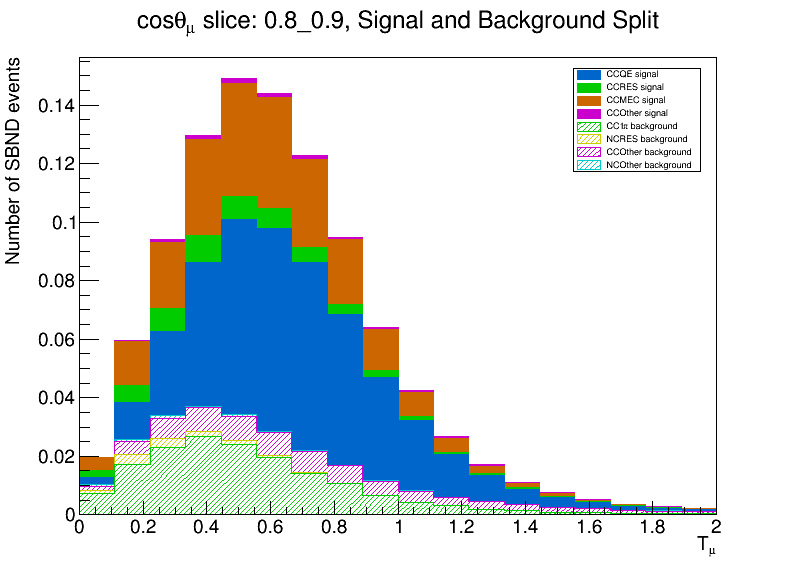 cosθμ slice: 0.8_0.9, Signal and Background Split
Number of SBND events
0.14
0.12
0.1
0.08
0.06
0.04
0.02
0
CCQE signal
CCRES signal
CCMEC signal
CCOther signal
CC1π background
NCRES background
CCOther background
NCOther background
0 0.2 0.4 0.6 0.8 1 1.2 1.4 1.6 1.8 2
Tμ